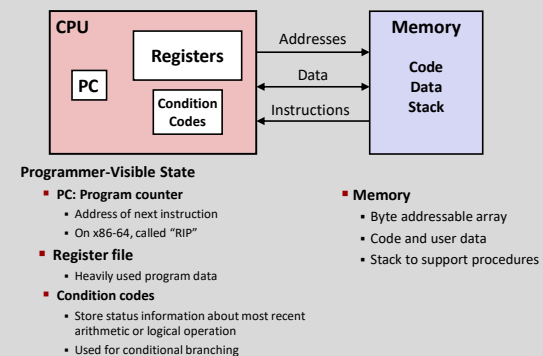 CPU
Registers
PC
Condition
Codes
Addresses
Data
Instructions
Memory
Code
Data
Stack
Programmer-Visible State
▪ PC: Program counter
▪ Address of next instruction
▪ On x86-64, called “RIP”
▪ Register file
▪ Heavily used program data
▪ Condition codes
▪ Store status information about most recent
arithmetic or logical operation
▪ Used for conditional branching
▪ Memory
▪ Byte addressable array
▪ Code and user data
▪ Stack to support procedures